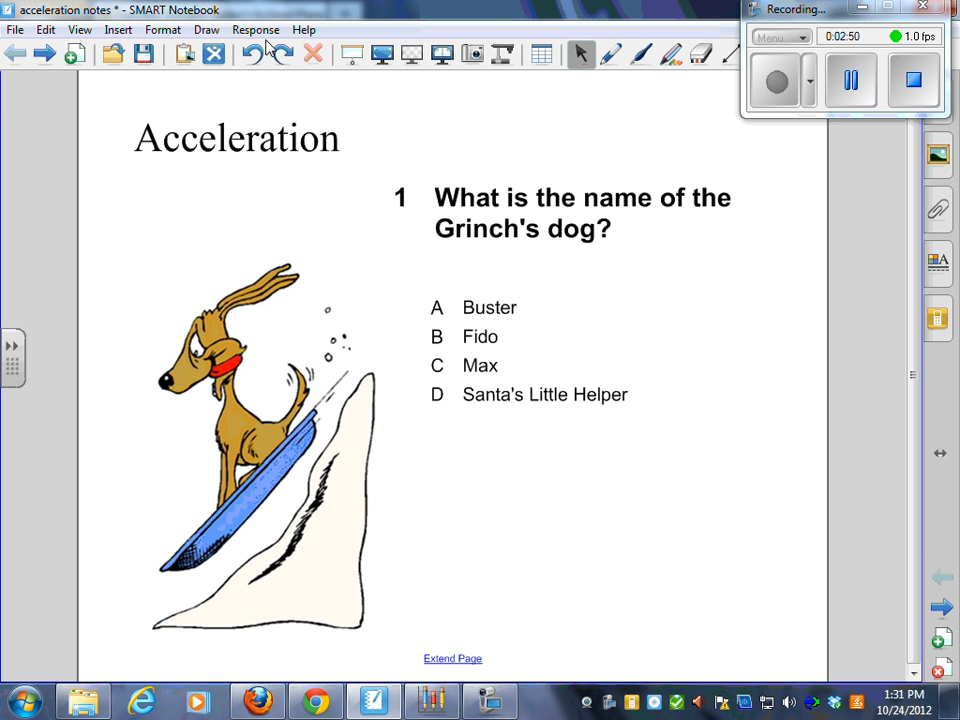 acceleration notes * - SMART Notebook
Recording...
File Edit View Insert Format Draw Response Help
Menu 0:02:50 1.0 fps
Acceleration
1 What is the name of the
Grinch's dog?
A Buster
B Fido
C Max
D Santa's Little Helper
Extend Page
1:31 PM
10/24/2012